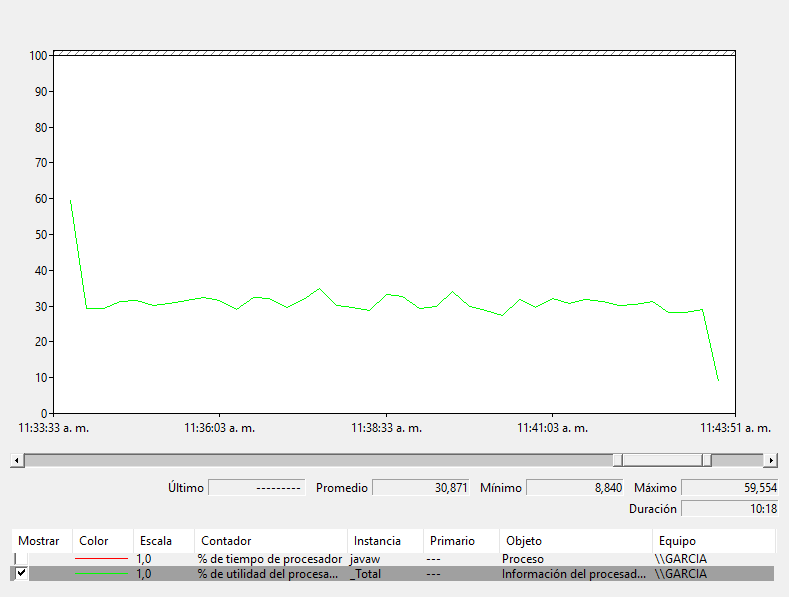 100
90
80
70
60
50
40
30
20
10
0
11:33:33 a. m. 11:36:03 a. m. 11:38:33 a. m. 11:41:03 a. m. 11:43:51 a. m.
Último --------- Promedio 30,871 Mínimo 8,840 Máximo 59,554
Duración 10:18
Mostrar Color Escala Contador Instancia Primario Objeto Equipo
1,0 % de tiempo de procesador javaw --- Proceso \\GARCIA
1,0 % de utilidad del procesa... _Total --- Información del procesad... \\GARCIA